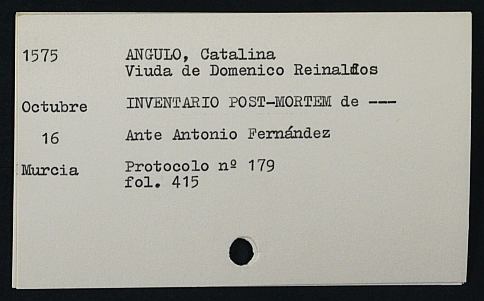 1575 ANGULO, Catalina
Viuda de Domenico Reinaldos
Octubre INVENTARIO POST-MORTEM de ---
16 Ante Antonio Fernández
Murcia Protocolo nº 179
fol. 415